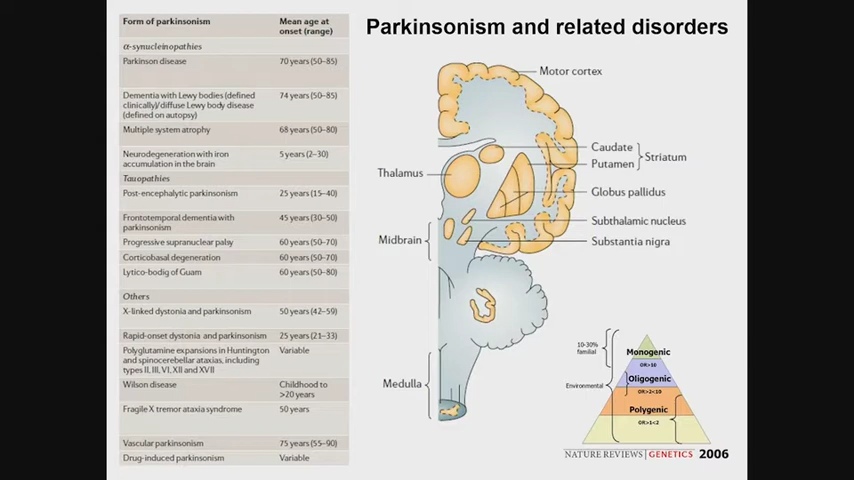 Parkinsonism and related disorders
Form of parkinsonism
Mean age at
onset (range)
α-synucleinopathies
Parkinson disease
70 years (50–85)
Dementia with Lewy bodies (defined
clinically)/diffuse Lewy body disease
(defined on autopsy)
74 years (50–85)
Multiple system atrophy
68 years (50–80)
Neurodegeneration with iron
accumulation in the brain
5 years (2–30)
Tauopathies
Post-encephalytic parkinsonism
25 years (15–40)
Frontotemporal dementia with
parkinsonism
45 years (30–50)
Progressive supranuclear palsy
60 years (50–70)
Corticobasal degeneration
60 years (50–70)
Lytico-bodig of Guam
60 years (50–80)
Others
X-linked dystonia and parkinsonism
50 years (42–59)
Rapid-onset dystonia and parkinsonism
25 years (21–33)
Polyglutamine expansions in Huntington
and spinocerebellar ataxias, including
types II, III, VI, XII and XVII
Variable
Wilson disease
Childhood to
>20 years
Fragile X tremor ataxia syndrome
50 years
Vascular parkinsonism
75 years (55–90)
Drug-induced parkinsonism
Variable
Motor cortex
Caudate
Putamen
Striatum
Thalamus
Globus pallidus
Subthalamic nucleus
Midbrain
Substantia nigra
Medulla
10-30%
familial
Monogenic
OR>10
Environmental
Oligogenic
OR>2<10
Polygenic
OR>1<2
NATURE REVIEWS | GENETICS 2006